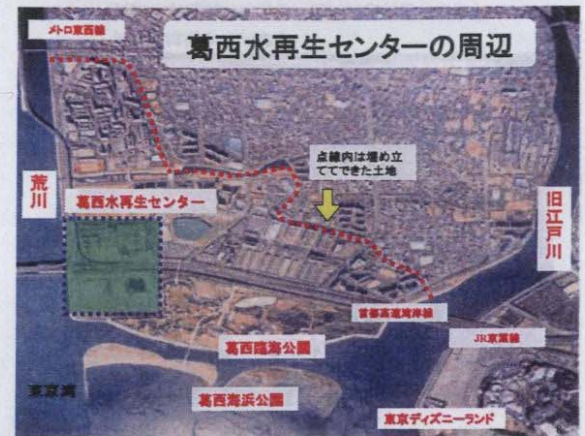 メトロ東西線
葛西水再生センターの周辺
点線内は埋め立
ててできた土地
荒川
葛西水再生センター
旧江戸川
首都高速湾岸線
JR京葉線
葛西臨海公園
東京湾
葛西海浜公園
東京ディズニーランド